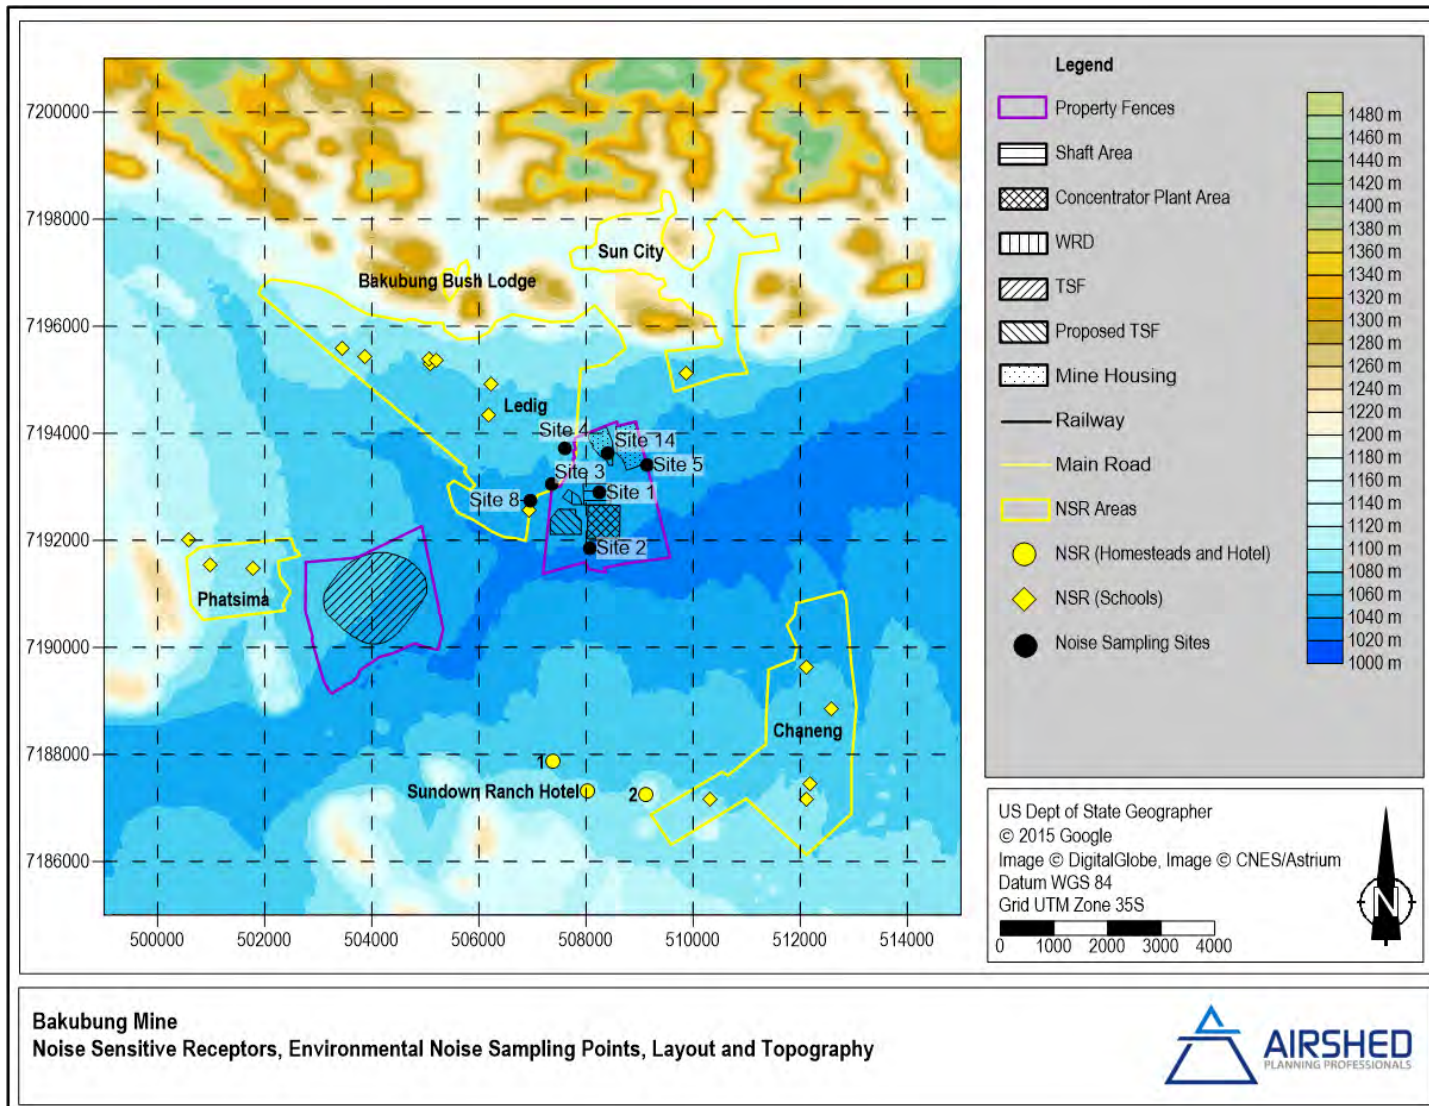 7200000
7198000
7196000
7194000
7192000
7190000
7188000
7186000
500000
502000
504000
506000
508000
510000
512000
514000
Sun City
Bakubung Bush Lodge
Ledig
Site 4
Site 14
Site 5
Site 3
Site 8
Site 1
Site 2
Phatsima
Chaneng
1
Sundown Ranch Hotel
2
Legend
Property Fences
Shaft Area
Concentrator Plant Area
WRD
TSF
Proposed TSF
Mine Housing
Railway
Main Road
NSR Areas
NSR (Homesteads and Hotel)
NSR (Schools)
Noise Sampling Sites
1480 m
1460 m
1440 m
1420 m
1400 m
1380 m
1360 m
1340 m
1320 m
1300 m
1280 m
1260 m
1240 m
1220 m
1200 m
1180 m
1160 m
1140 m
1120 m
1100 m
1080 m
1060 m
1040 m
1020 m
1000 m
US Dept of State Geographer
© 2015 Google
Image © DigitalGlobe, Image © CNES/Astrium
Datum WGS 84
Grid UTM Zone 35S
0 1000 2000 3000 4000
N
Bakubung Mine
Noise Sensitive Receptors, Environmental Noise Sampling Points, Layout and Topography
AIRSHED
PLANNING PROFESSIONALS